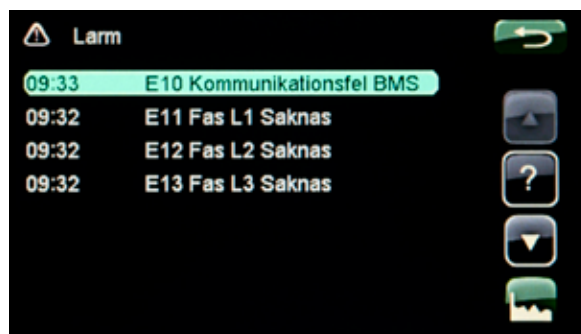 Larm
09:33 E10 Kommunikationsfel BMS
09:32 E11 Fas L1 Saknas
09:32 E12 Fas L2 Saknas
09:32 E13 Fas L3 Saknas
?